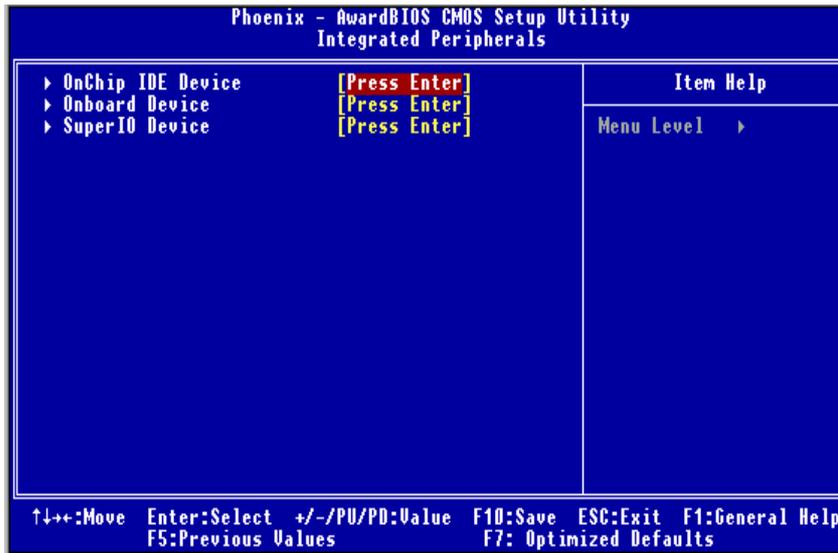 Phoenix - AwardBIOS CMOS Setup Utility
Integrated Peripherals
▸ OnChip IDE Device [Press Enter]
▸ Onboard Device [Press Enter]
▸ SuperIO Device [Press Enter]
Item Help
Menu Level ▸
↑↓→←:Move Enter:Select +/-/PU/PD:Value F10:Save ESC:Exit F1:General Help
F5:Previous Values F7: Optimized Defaults